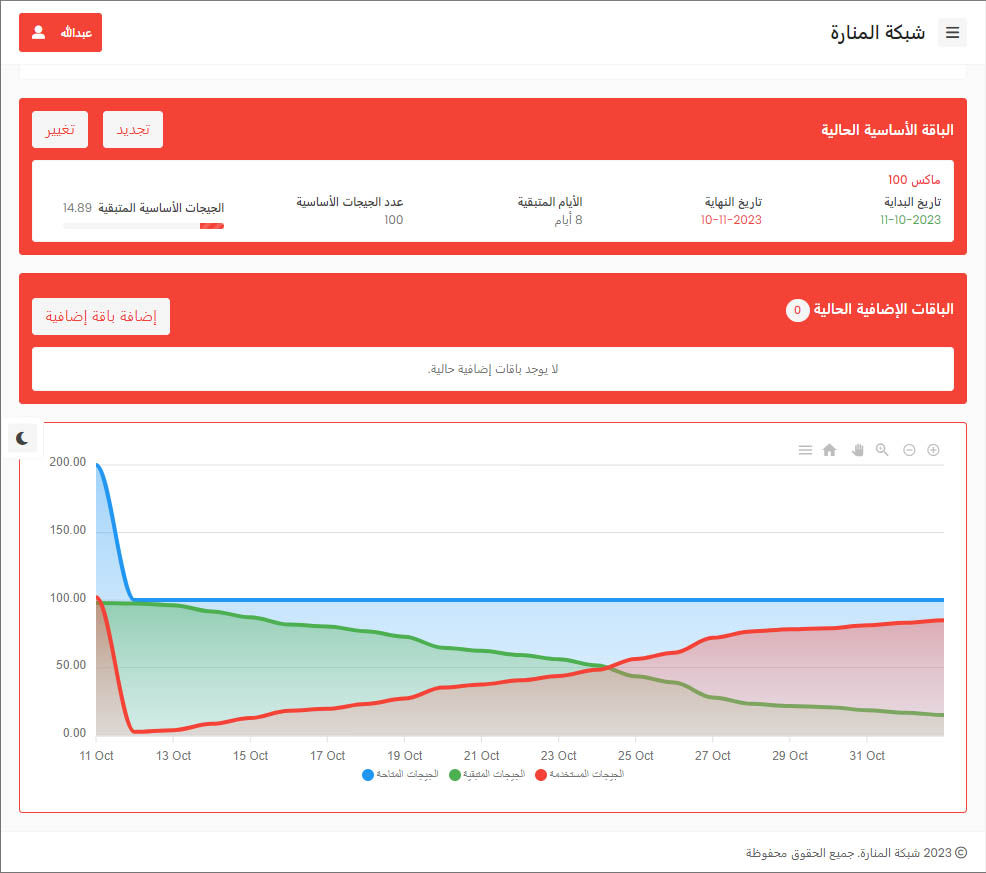 شبكة المنارة
عبدالله
الباقة الأساسية الحالية
تجديد
تغيير
ماكس 100
تاريخ البداية
11-10-2023
تاريخ النهاية
10-11-2023
الأيام المتبقية
8 أيام
عدد الجيجات الأساسية
100
الجيجات الأساسية المتبقية 14.89
الباقات الإضافية الحالية 0
إضافة باقة إضافية
لا يوجد باقات إضافية حالية.
200.00
150.00
100.00
50.00
0.00
11 Oct 13 Oct 15 Oct 17 Oct 19 Oct 21 Oct 23 Oct 25 Oct 27 Oct 29 Oct 31 Oct
الجيجات المستخدمة الجيجات المتبقية الجيجات المتاحة
© 2023 شبكة المنارة. جميع الحقوق محفوظة